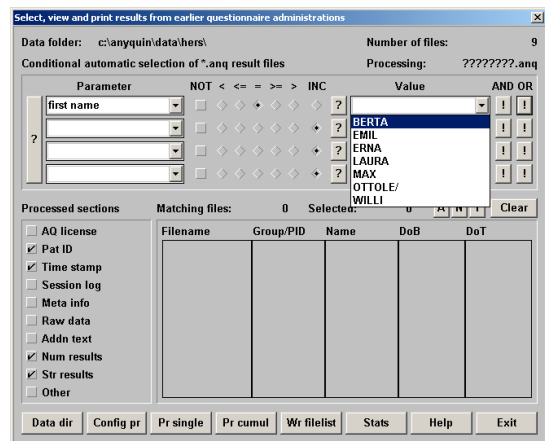 Select, view and print results from earlier questionnaire administrations
Data folder: c:\anyquin\data\hers\ Number of files: 9
Conditional automatic selection of *.anq result files Processing: ????????.anq
Parameter NOT < <= = >= > INC Value AND OR
first name ? ! !
? ? ! !
? ! !
? ! !
BERTA
EMIL
ERNA
LAURA
MAX
OTTOLE/
WILLI
Processed sections Matching files: 0 Selected: 0 A N I Clear
AQ license
Pat ID
Time stamp
Session log
Meta info
Raw data
Addn text
Num results
Str results
Other
Filename Group/PID Name DoB DoT
Data dir Config pr Pr single Pr cumul Wr filelist Stats Help Exit